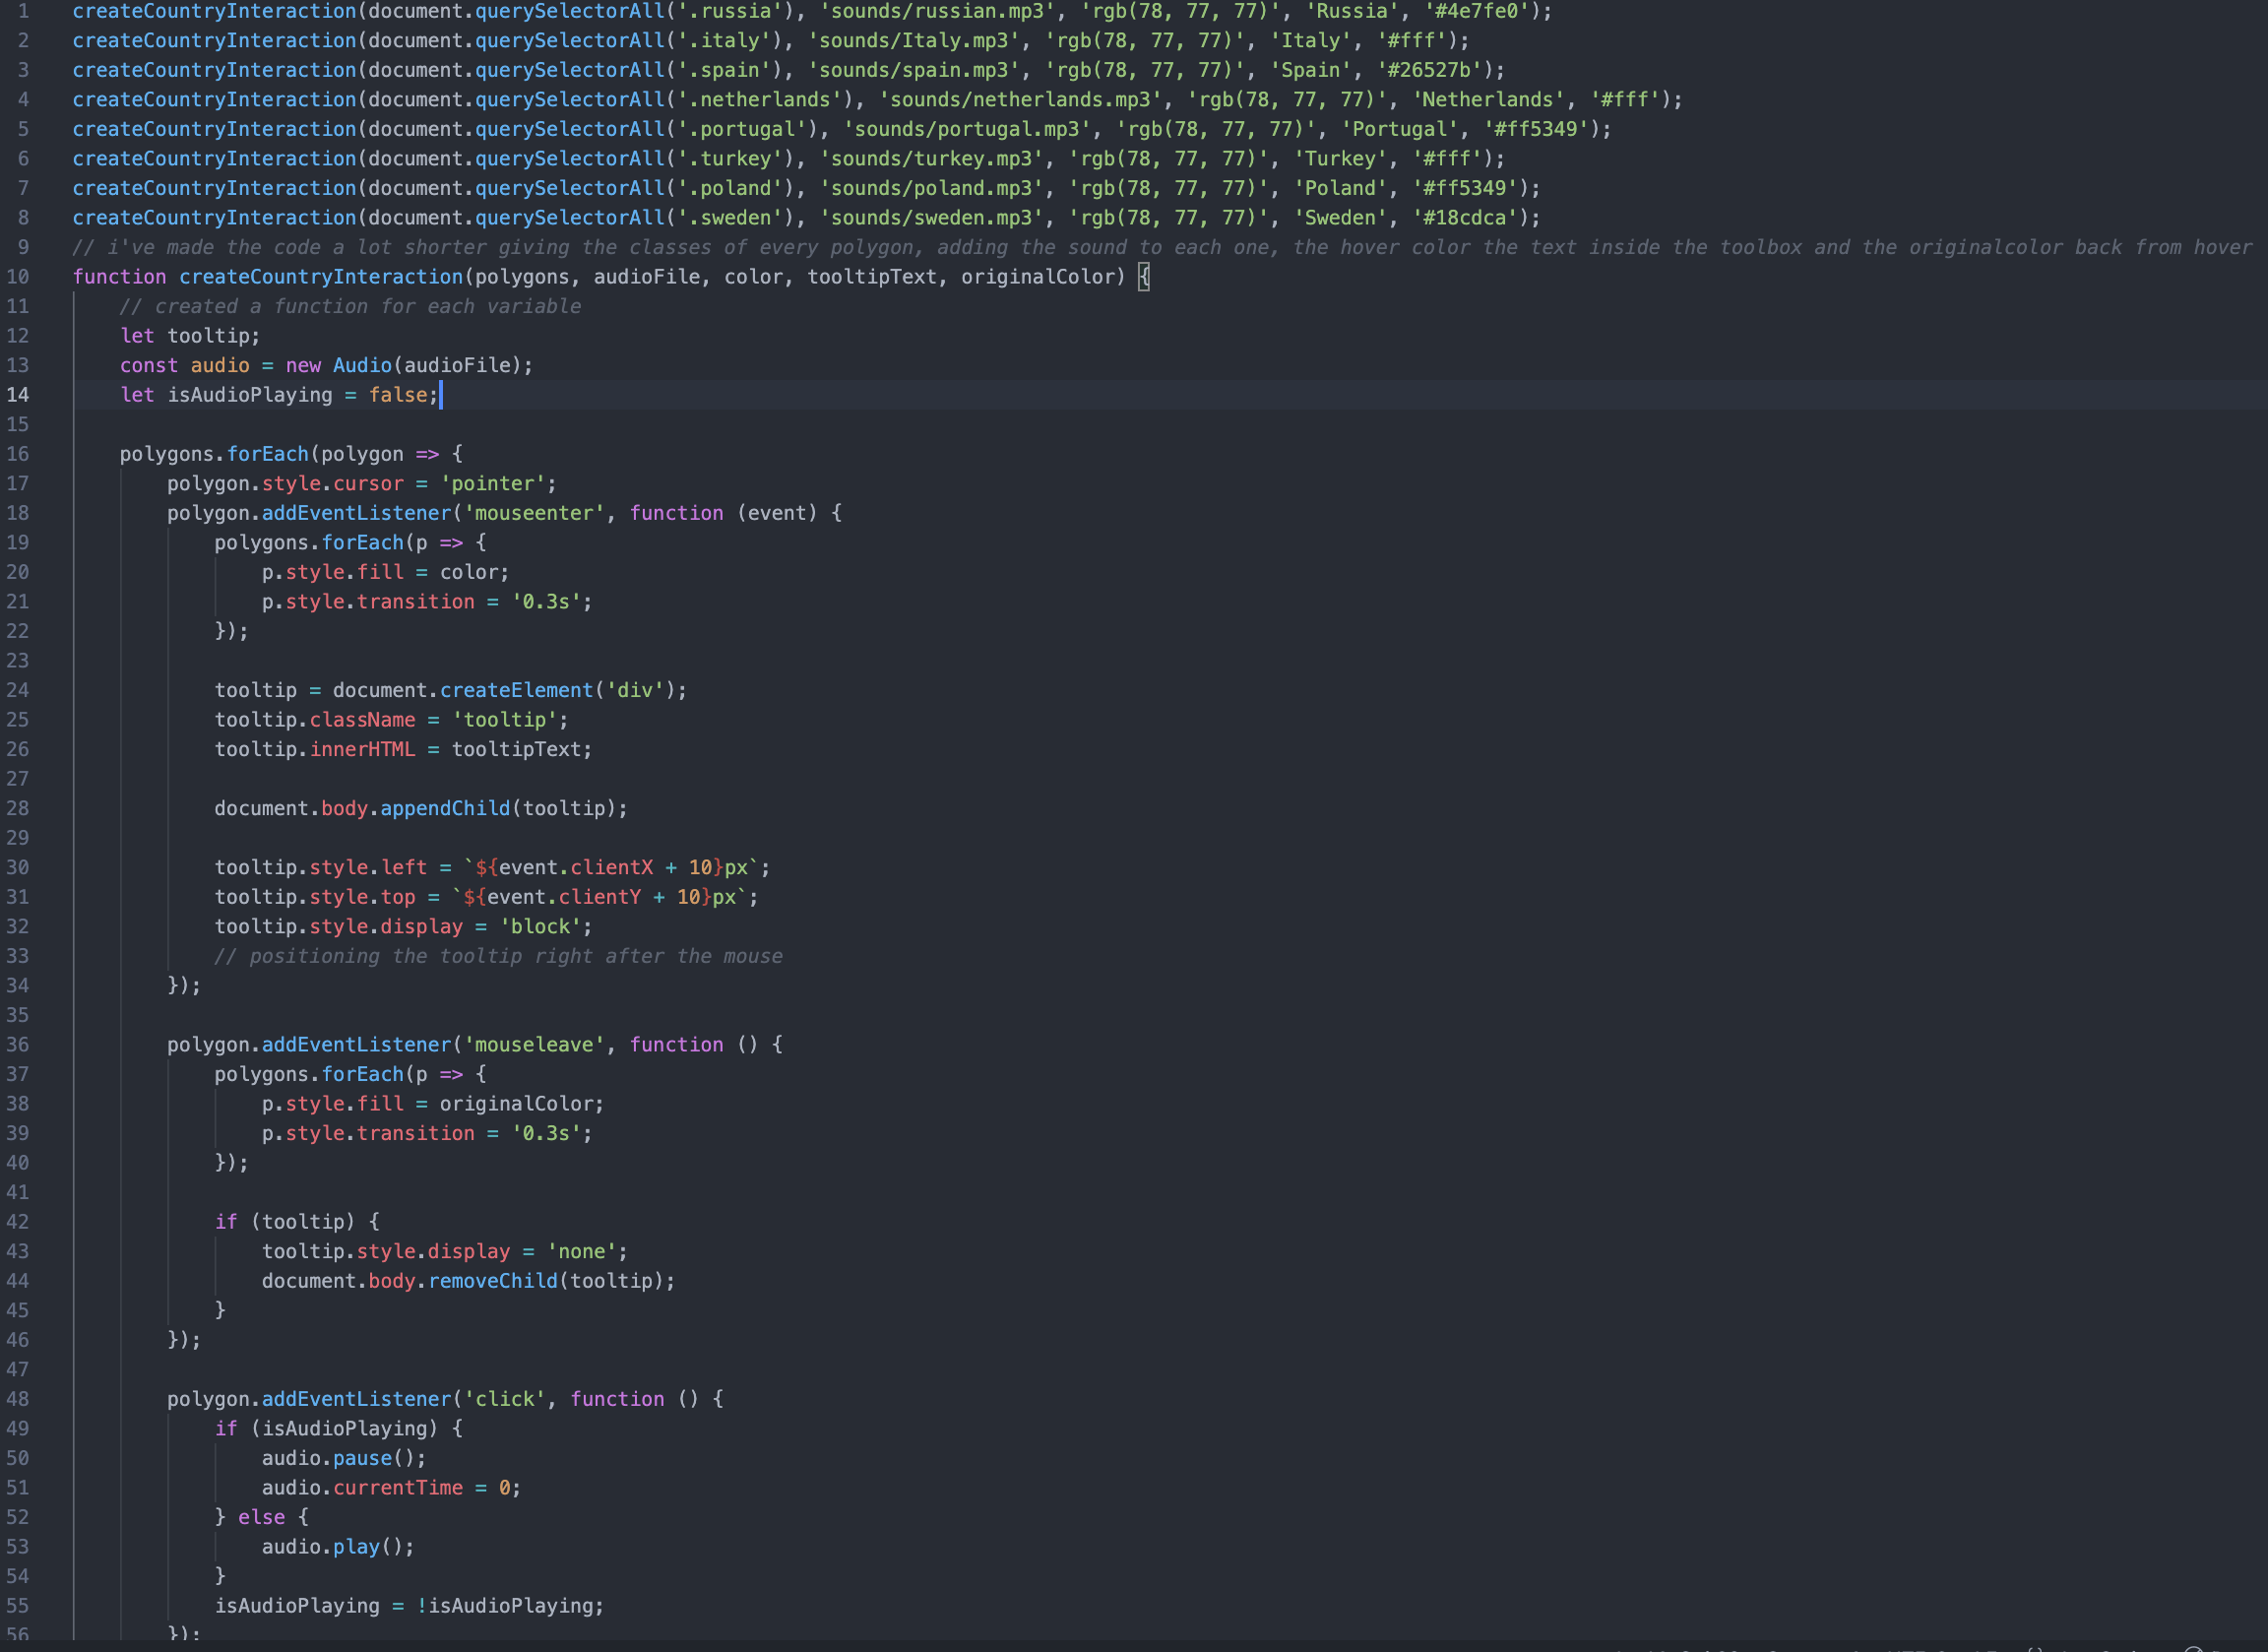 1 createCountryInteraction(document.querySelectorAll('.russia'), 'sounds/russian.mp3', 'rgb(78, 77, 77)', 'Russia', '#4e7fe0');
2 createCountryInteraction(document.querySelectorAll('.italy'), 'sounds/Italy.mp3', 'rgb(78, 77, 77)', 'Italy', '#fff');
3 createCountryInteraction(document.querySelectorAll('.spain'), 'sounds/spain.mp3', 'rgb(78, 77, 77)', 'Spain', '#26527b');
4 createCountryInteraction(document.querySelectorAll('.netherlands'), 'sounds/netherlands.mp3', 'rgb(78, 77, 77)', 'Netherlands', '#fff');
5 createCountryInteraction(document.querySelectorAll('.portugal'), 'sounds/portugal.mp3', 'rgb(78, 77, 77)', 'Portugal', '#ff5349');
6 createCountryInteraction(document.querySelectorAll('.turkey'), 'sounds/turkey.mp3', 'rgb(78, 77, 77)', 'Turkey', '#fff');
7 createCountryInteraction(document.querySelectorAll('.poland'), 'sounds/poland.mp3', 'rgb(78, 77, 77)', 'Poland', '#ff5349');
8 createCountryInteraction(document.querySelectorAll('.sweden'), 'sounds/sweden.mp3', 'rgb(78, 77, 77)', 'Sweden', '#18cdca');
9 // i've made the code a lot shorter giving the classes of every polygon, adding the sound to each one, the hover color the text inside the toolbox and the originalcolor back from hover
10 function createCountryInteraction(polygons, audioFile, color, tooltipText, originalColor) {
11     // created a function for each variable
12     let tooltip;
13     const audio = new Audio(audioFile);
14     let isAudioPlaying = false;
15
16     polygons.forEach(polygon => {
17         polygon.style.cursor = 'pointer';
18         polygon.addEventListener('mouseenter', function (event) {
19             polygons.forEach(p => {
20                 p.style.fill = color;
21                 p.style.transition = '0.3s';
22             });
23
24             tooltip = document.createElement('div');
25             tooltip.className = 'tooltip';
26             tooltip.innerHTML = tooltipText;
27
28             document.body.appendChild(tooltip);
29
30             tooltip.style.left = `${event.clientX + 10}px`;
31             tooltip.style.top = `${event.clientY + 10}px`;
32             tooltip.style.display = 'block';
33             // positioning the tooltip right after the mouse
34         });
35
36         polygon.addEventListener('mouseleave', function () {
37             polygons.forEach(p => {
38                 p.style.fill = originalColor;
39                 p.style.transition = '0.3s';
40             });
41
42             if (tooltip) {
43                 tooltip.style.display = 'none';
44                 document.body.removeChild(tooltip);
45             }
46         });
47
48         polygon.addEventListener('click', function () {
49             if (isAudioPlaying) {
50                 audio.pause();
51                 audio.currentTime = 0;
52             } else {
53                 audio.play();
54             }
55             isAudioPlaying = !isAudioPlaying;
56         });